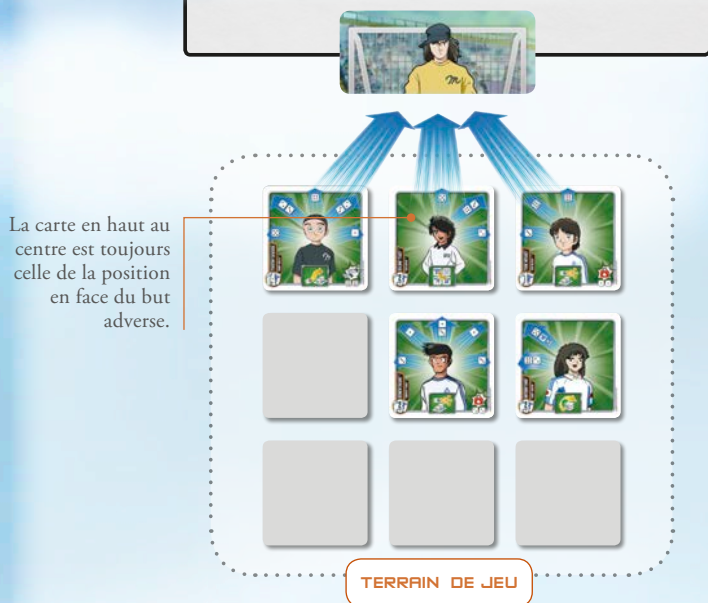 La carte en haut au
centre est toujours
celle de la position
en face du but
adverse.
TERRAIN DE JEU